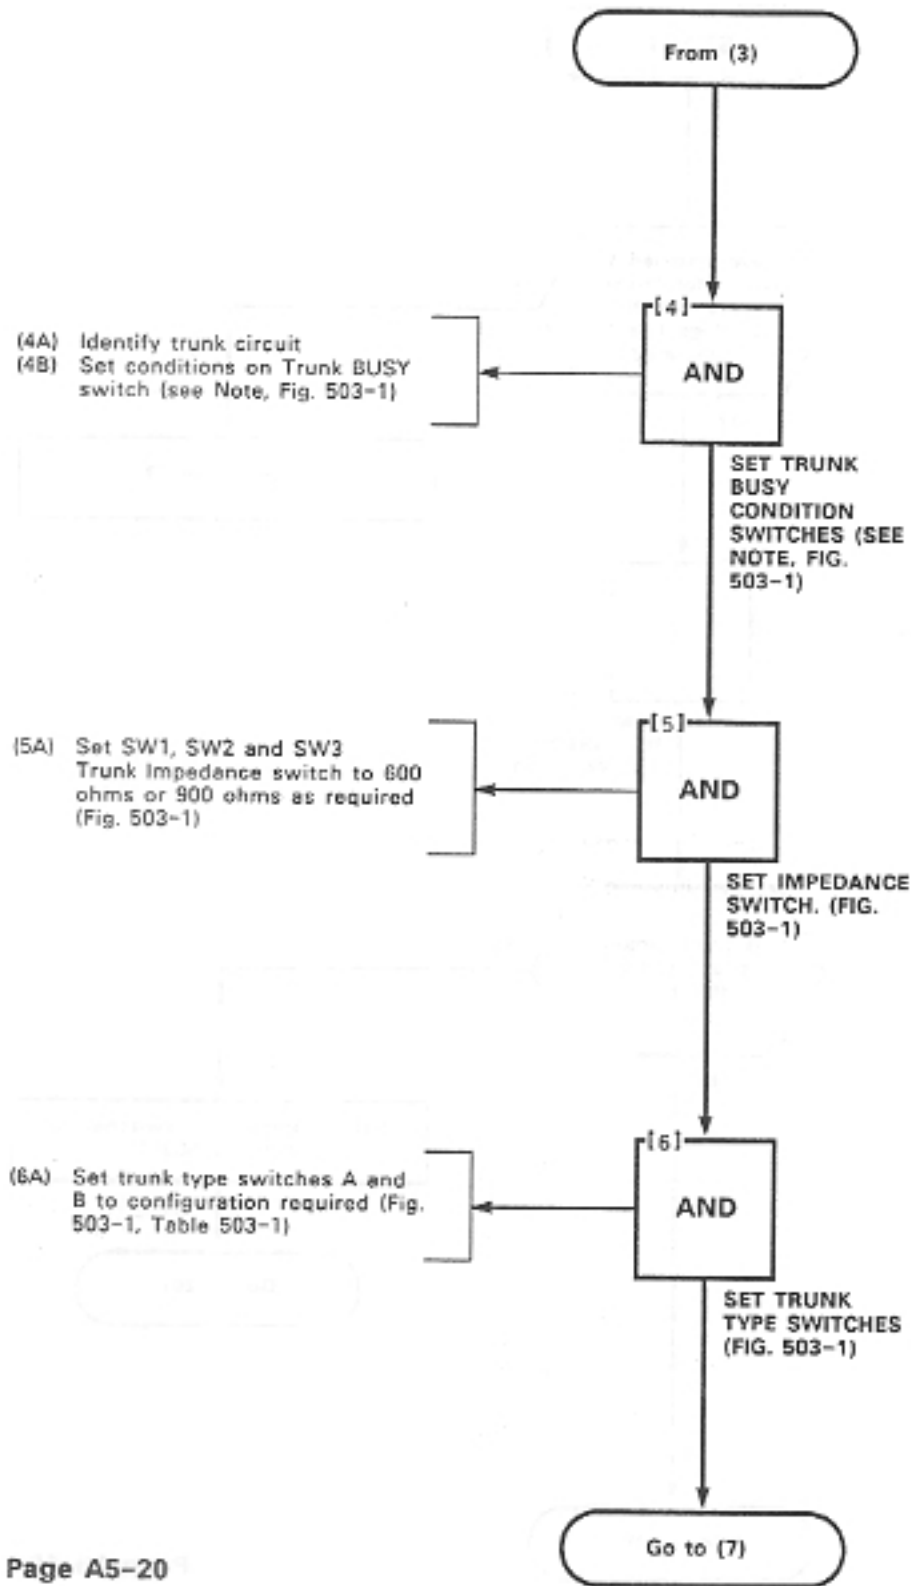 From (3)
[4]
AND
(4A) Identify trunk circuit
(4B) Set conditions on Trunk BUSY
switch (see Note, Fig. 503-1)
SET TRUNK
BUSY
CONDITION
SWITCHES (SEE
NOTE, FIG.
503-1)
[5]
AND
(5A) Set SW1, SW2 and SW3
Trunk Impedance switch to 600
ohms or 900 ohms as required
(Fig. 503-1)
SET IMPEDANCE
SWITCH. (FIG.
503-1)
[6]
AND
(6A) Set trunk type switches A and
B to configuration required (Fig.
503-1, Table 503-1)
SET TRUNK
TYPE SWITCHES
(FIG. 503-1)
Go to (7)
Page A5-20